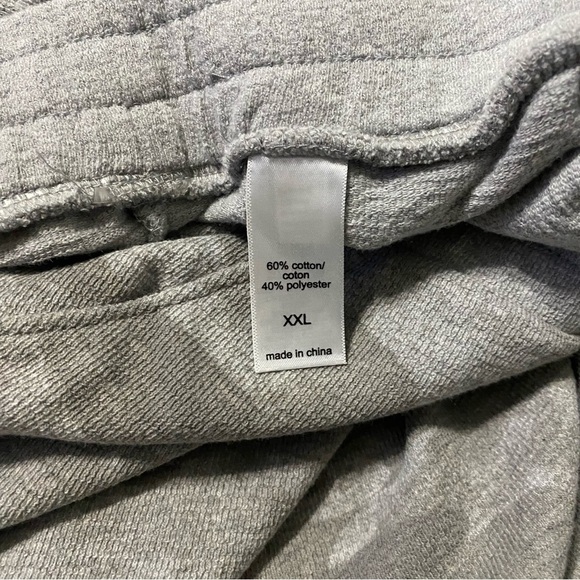 60% cotton/
coton
40% polyester
XXL
made in china